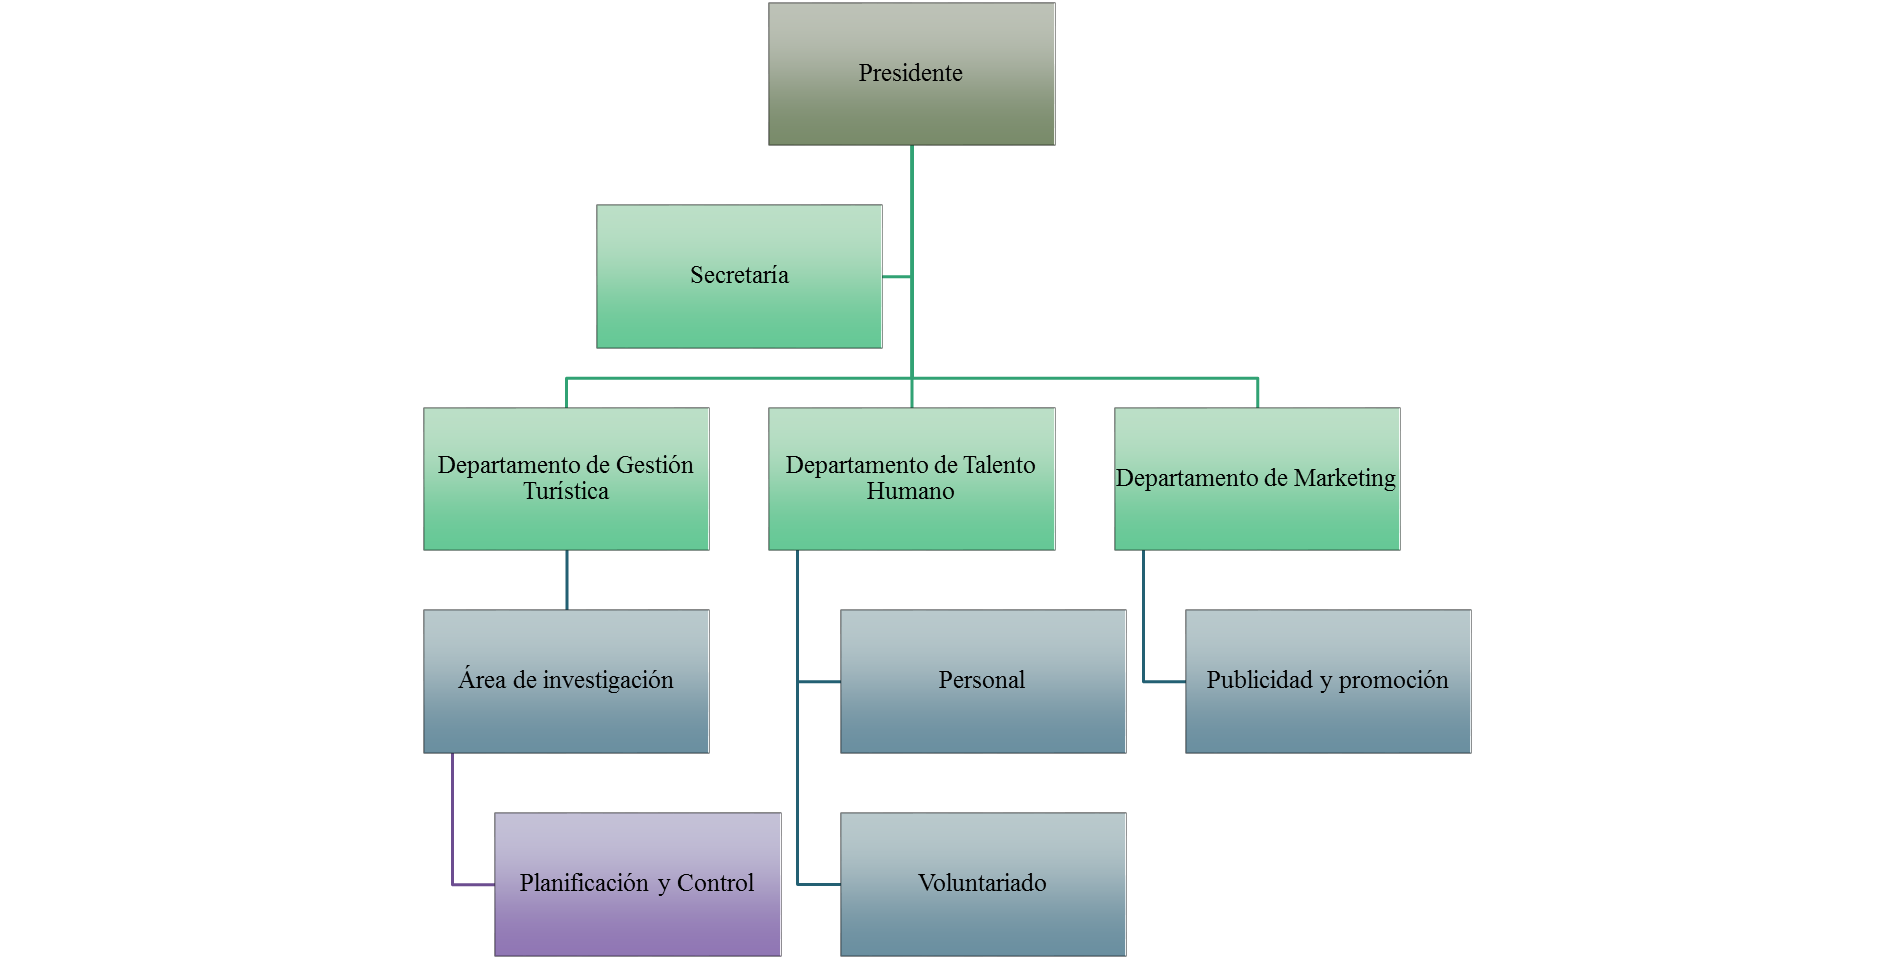 Presidente
Secretaría
Departamento de Gestión
Turística
Departamento de Talento
Humano
Departamento de Marketing
Área de investigación
Personal
Publicidad y promoción
Planificación y Control
Voluntariado